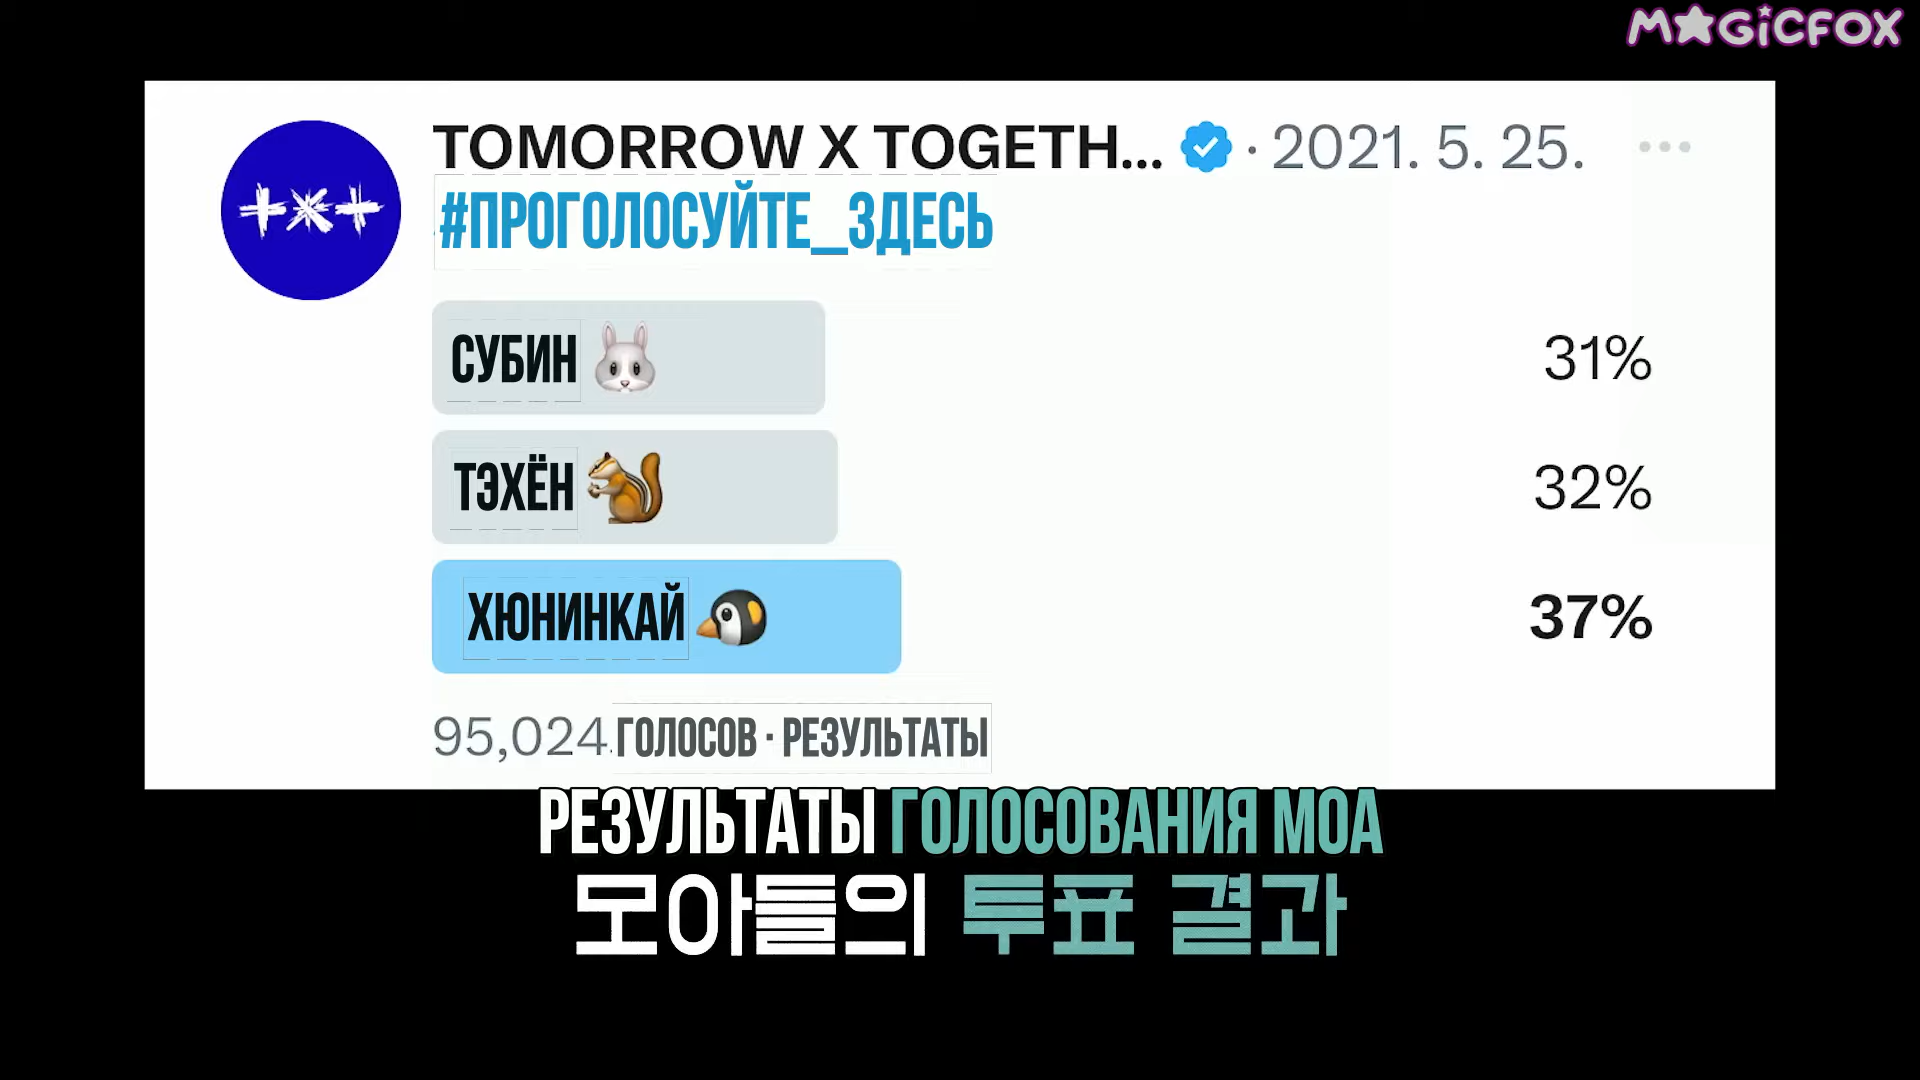 MAGICFOX
TOMORROW X TOGETH... · 2021. 5. 25.
#ПРОГОЛОСУЙТЕ_ЗДЕСЬ
СУБИН 31%
ТЭХЁН 32%
ХЮНИНКАЙ 37%
95,024 ГОЛОСОВ · РЕЗУЛЬТАТЫ
РЕЗУЛЬТАТЫ ГОЛОСОВАНИЯ МОА
모아들의 투표 결과